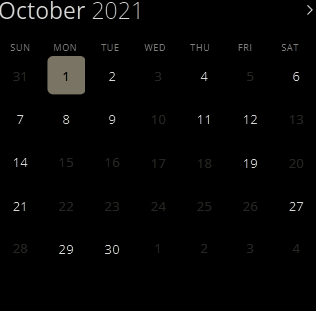 October 2021
SUN MON TUE WED THU FRI SAT
31 1 2 3 4 5 6
7 8 9 10 11 12 13
14 15 16 17 18 19 20
21 22 23 24 25 26 27
28 29 30 1 2 3 4